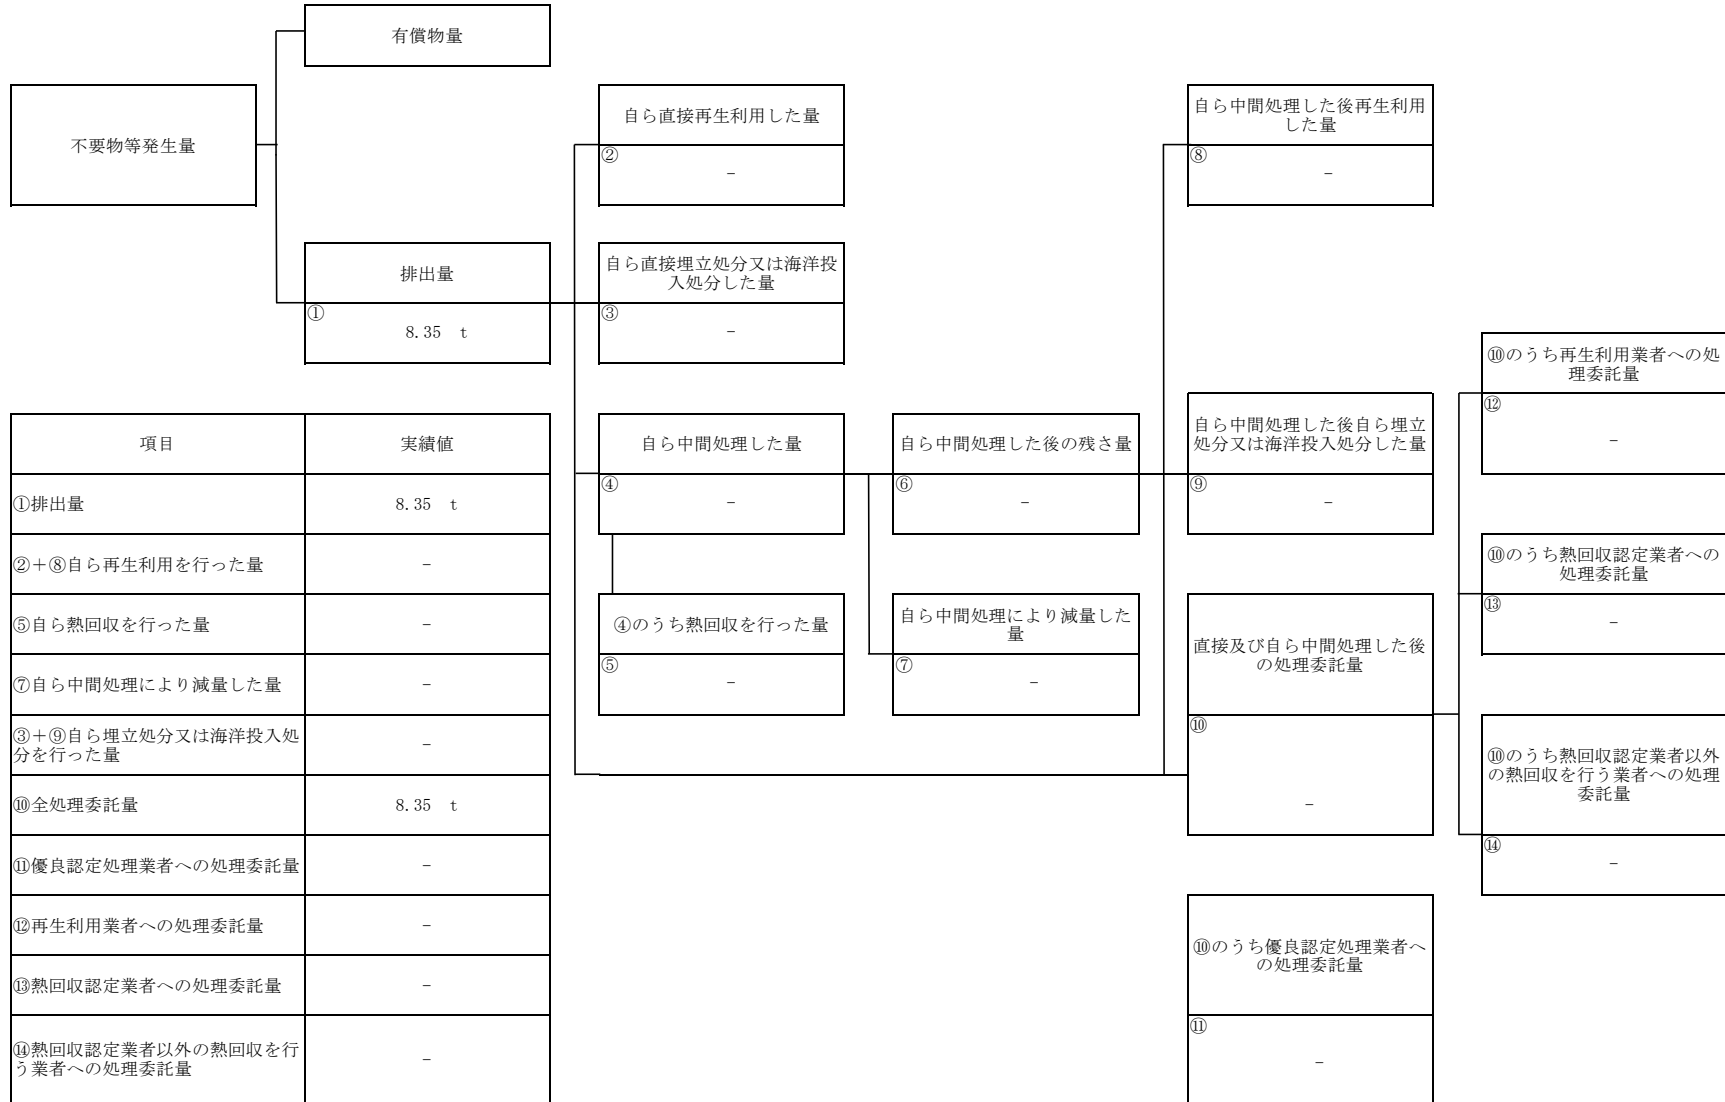 有償物量
不要物等発生量
自ら直接再生利用した量
②
－
自ら中間処理した後再生利用
した量
⑧
－
排出量
①
8.35 t
自ら直接埋立処分又は海洋投
入処分した量
③
－
⑩のうち再生利用業者への処
理委託量
⑫
－
自ら中間処理した量
④
－
自ら中間処理した後の残さ量
⑥
－
自ら中間処理した後自ら埋立
処分又は海洋投入処分した量
⑨
－
⑩のうち熱回収認定業者への
処理委託量
⑬
－
④のうち熱回収を行った量
⑤
－
自ら中間処理により減量した
量
⑦
－
直接及び自ら中間処理した後
の処理委託量
⑩
－
⑩のうち熱回収認定業者以外
の熱回収を行う業者への処理
委託量
⑭
－
⑩のうち優良認定処理業者へ
の処理委託量
⑪
－
項目 実績値
①排出量 8.35 t
②＋⑧自ら再生利用を行った量 －
⑤自ら熱回収を行った量 －
⑦自ら中間処理により減量した量 －
③＋⑨自ら埋立処分又は海洋投入処
分を行った量 －
⑩全処理委託量 8.35 t
⑪優良認定処理業者への処理委託量 －
⑫再生利用業者への処理委託量 －
⑬熱回収認定業者への処理委託量 －
⑭熱回収認定業者以外の熱回収を行
う業者への処理委託量 －